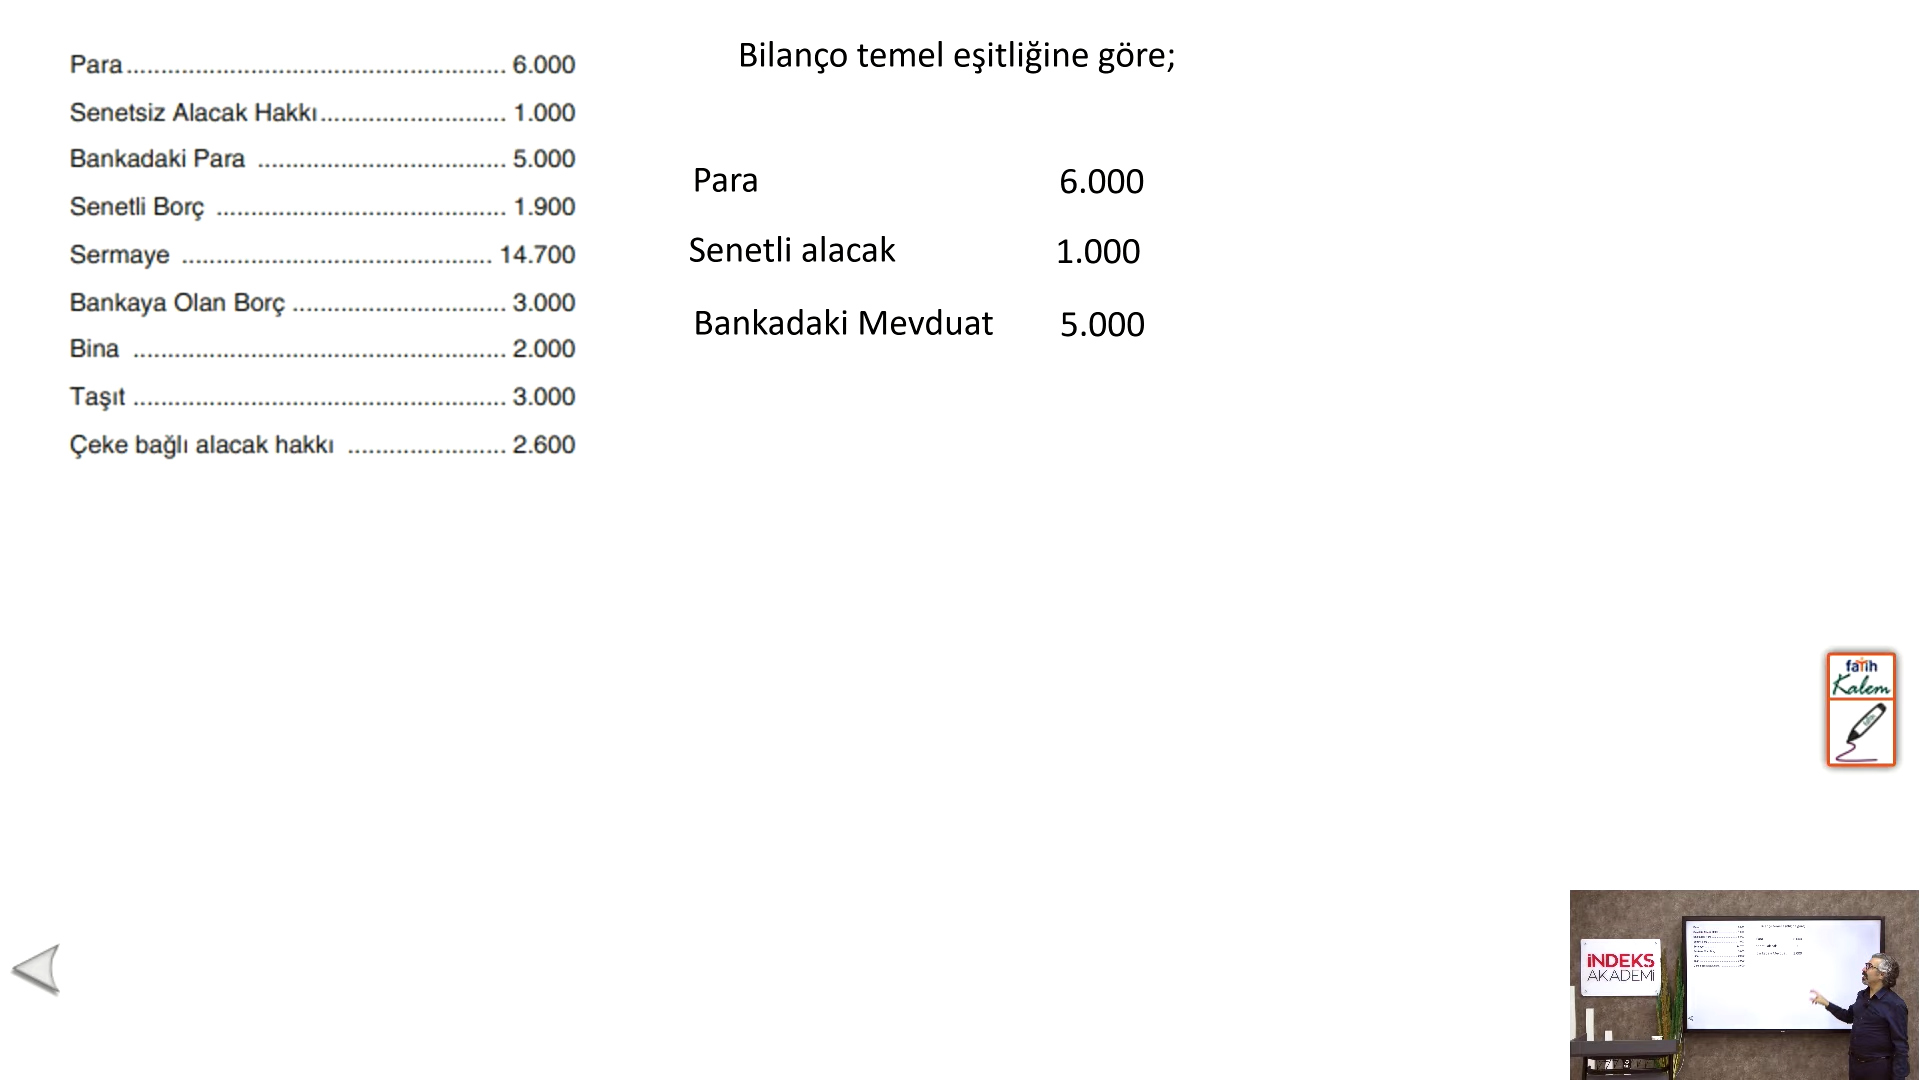 Para ........................................................ 6.000
Senetsiz Alacak Hakkı ........................... 1.000
Bankadaki Para .................................... 5.000
Senetli Borç .......................................... 1.900
Sermaye ............................................. 14.700
Bankaya Olan Borç ............................... 3.000
Bina ...................................................... 2.000
Taşıt ...................................................... 3.000
Çeke bağlı alacak hakkı ....................... 2.600
Bilanço temel eşitliğine göre;
Para 6.000
Senetli alacak 1.000
Bankadaki Mevduat 5.000
fatih
Kalem
İNDEKS
AKADEMİ